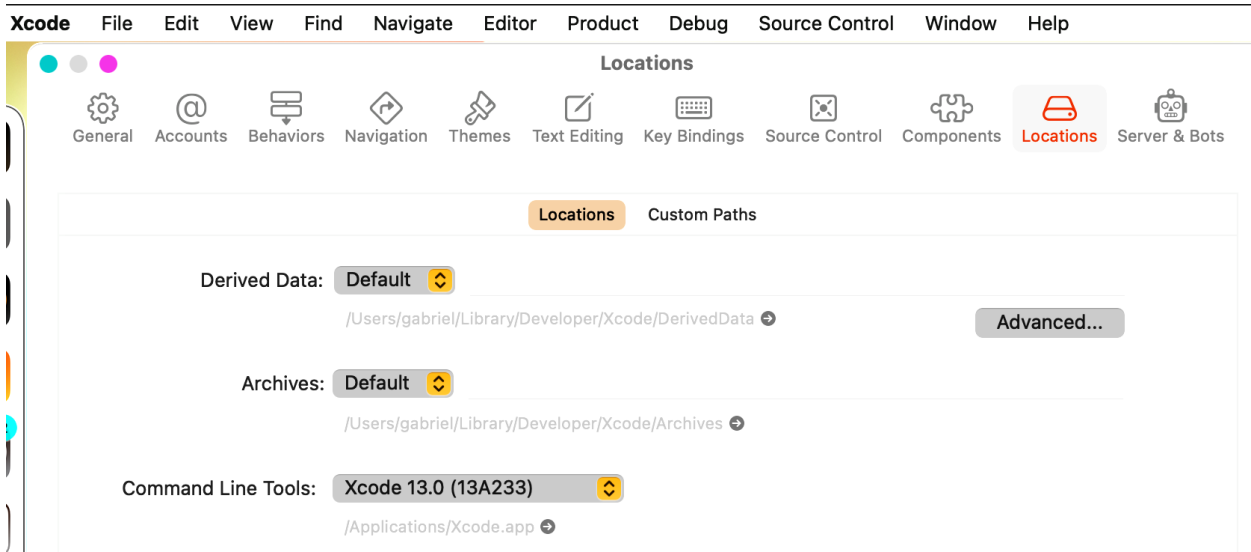 Xcode File Edit View Find Navigate Editor Product Debug Source Control Window Help
Locations
General Accounts Behaviors Navigation Themes Text Editing Key Bindings Source Control Components Locations Server & Bots
Locations Custom Paths
Derived Data: Default
/Users/gabriel/Library/Developer/Xcode/DerivedData
Advanced...
Archives: Default
/Users/gabriel/Library/Developer/Xcode/Archives
Command Line Tools: Xcode 13.0 (13A233)
/Applications/Xcode.app